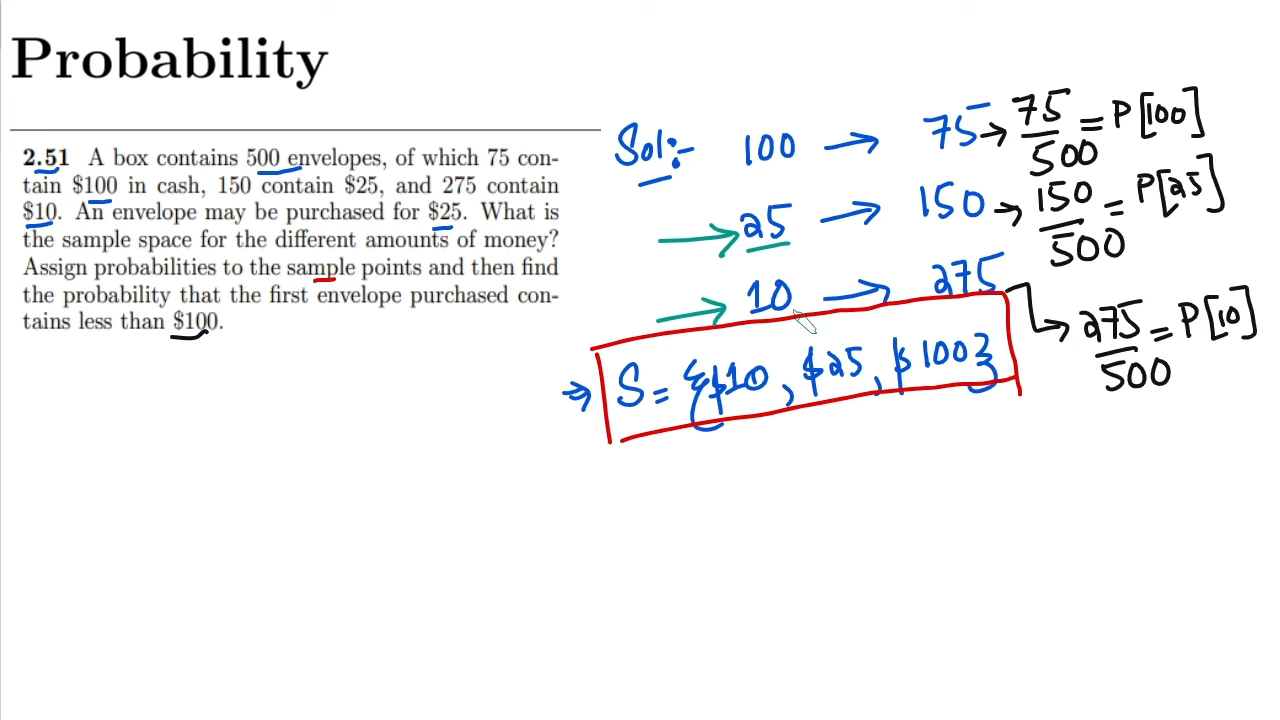 Probability
2.51 A box contains 500 envelopes, of which 75 con-
tain $100 in cash, 150 contain $25, and 275 contain
$10. An envelope may be purchased for $25. What is
the sample space for the different amounts of money?
Assign probabilities to the sample points and then find
the probability that the first envelope purchased con-
tains less than $100.
Sol:- 100 → 75 → 75/500 = P[100]
→ 25 → 150 → 150/500 = P[25]
→ 10 → 275 → 275/500 = P[10]
⇒ S = {$10, $25, $100}